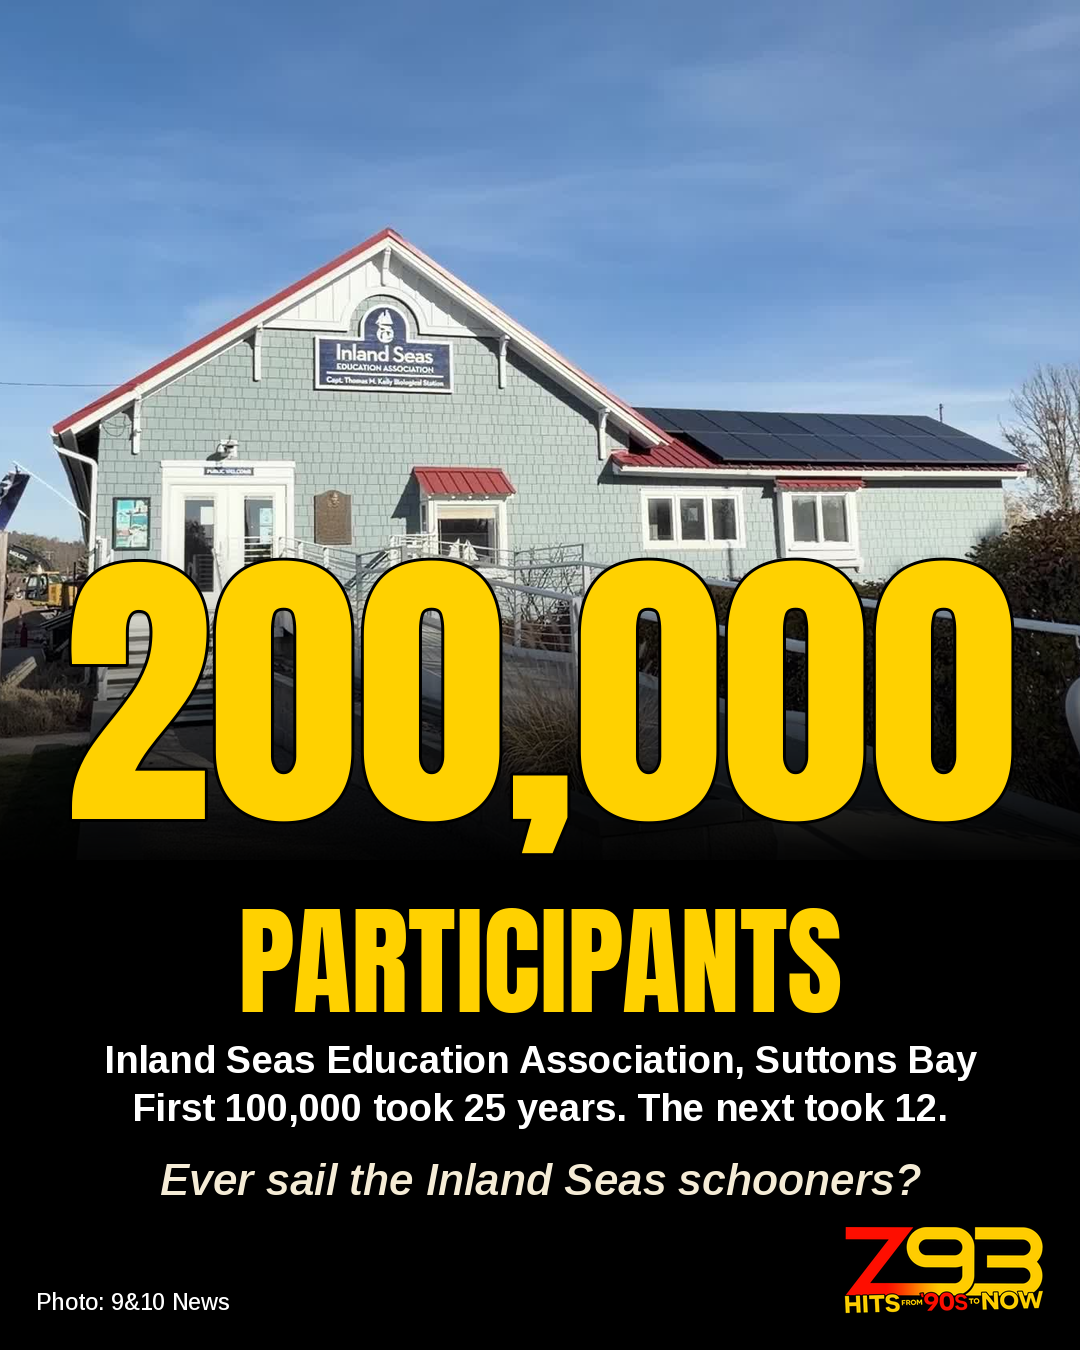 Inland Seas
EDUCATION ASSOCIATION
Capt. Thomas M. Kelly Biological Station
PUBLIC WELCOME
200,000
PARTICIPANTS
Inland Seas Education Association, Suttons Bay
First 100,000 took 25 years. The next took 12.
Ever sail the Inland Seas schooners?
Z93
HITS FROM '90S TO NOW
Photo: 9&10 News